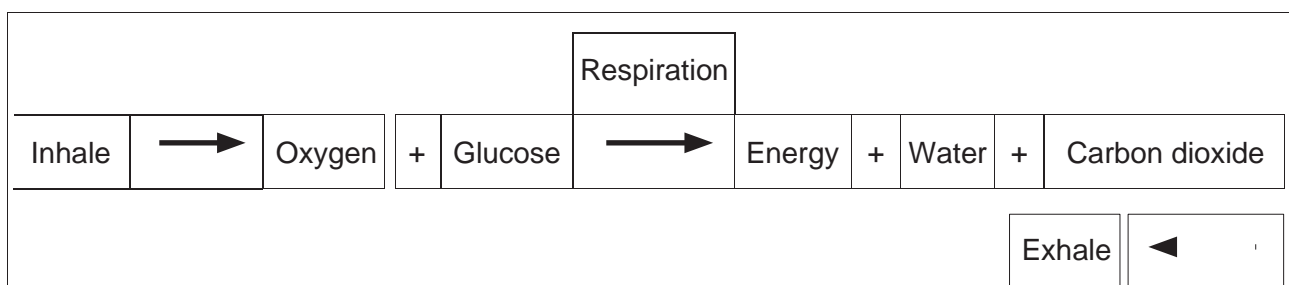 Respiration
Inhale Oxygen + Glucose Energy + Water + Carbon dioxide
Exhale